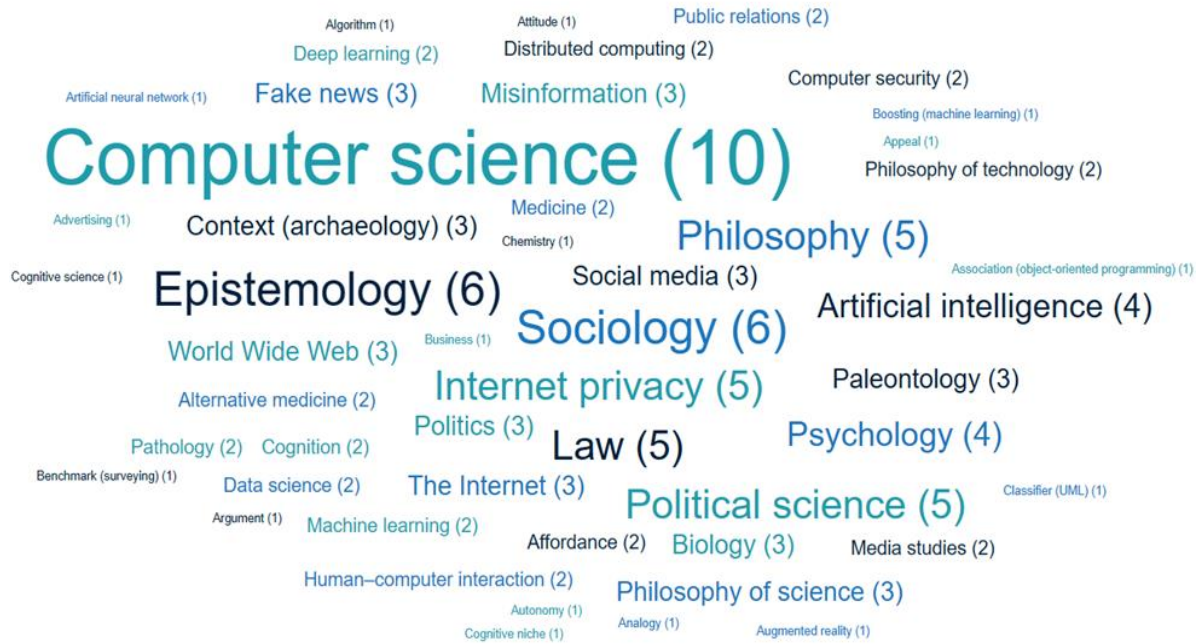 Algorithm (1)
Attitude (1)
Public relations (2)
Deep learning (2)
Distributed computing (2)
Computer security (2)
Artificial neural network (1)
Fake news (3)
Misinformation (3)
Boosting (machine learning) (1)
Computer science (10)
Appeal (1)
Philosophy of technology (2)
Advertising (1)
Context (archaeology) (3)
Medicine (2)
Chemistry (1)
Philosophy (5)
Cognitive science (1)
Epistemology (6)
Social media (3)
Association (object-oriented programming) (1)
Sociology (6)
Artificial intelligence (4)
World Wide Web (3)
Business (1)
Internet privacy (5)
Paleontology (3)
Alternative medicine (2)
Politics (3)
Law (5)
Psychology (4)
Pathology (2)
Cognition (2)
Benchmark (surveying) (1)
Data science (2)
The Internet (3)
Political science (5)
Classifier (UML) (1)
Argument (1)
Machine learning (2)
Affordance (2)
Biology (3)
Media studies (2)
Human–computer interaction (2)
Philosophy of science (3)
Autonomy (1)
Cognitive niche (1)
Analogy (1)
Augmented reality (1)